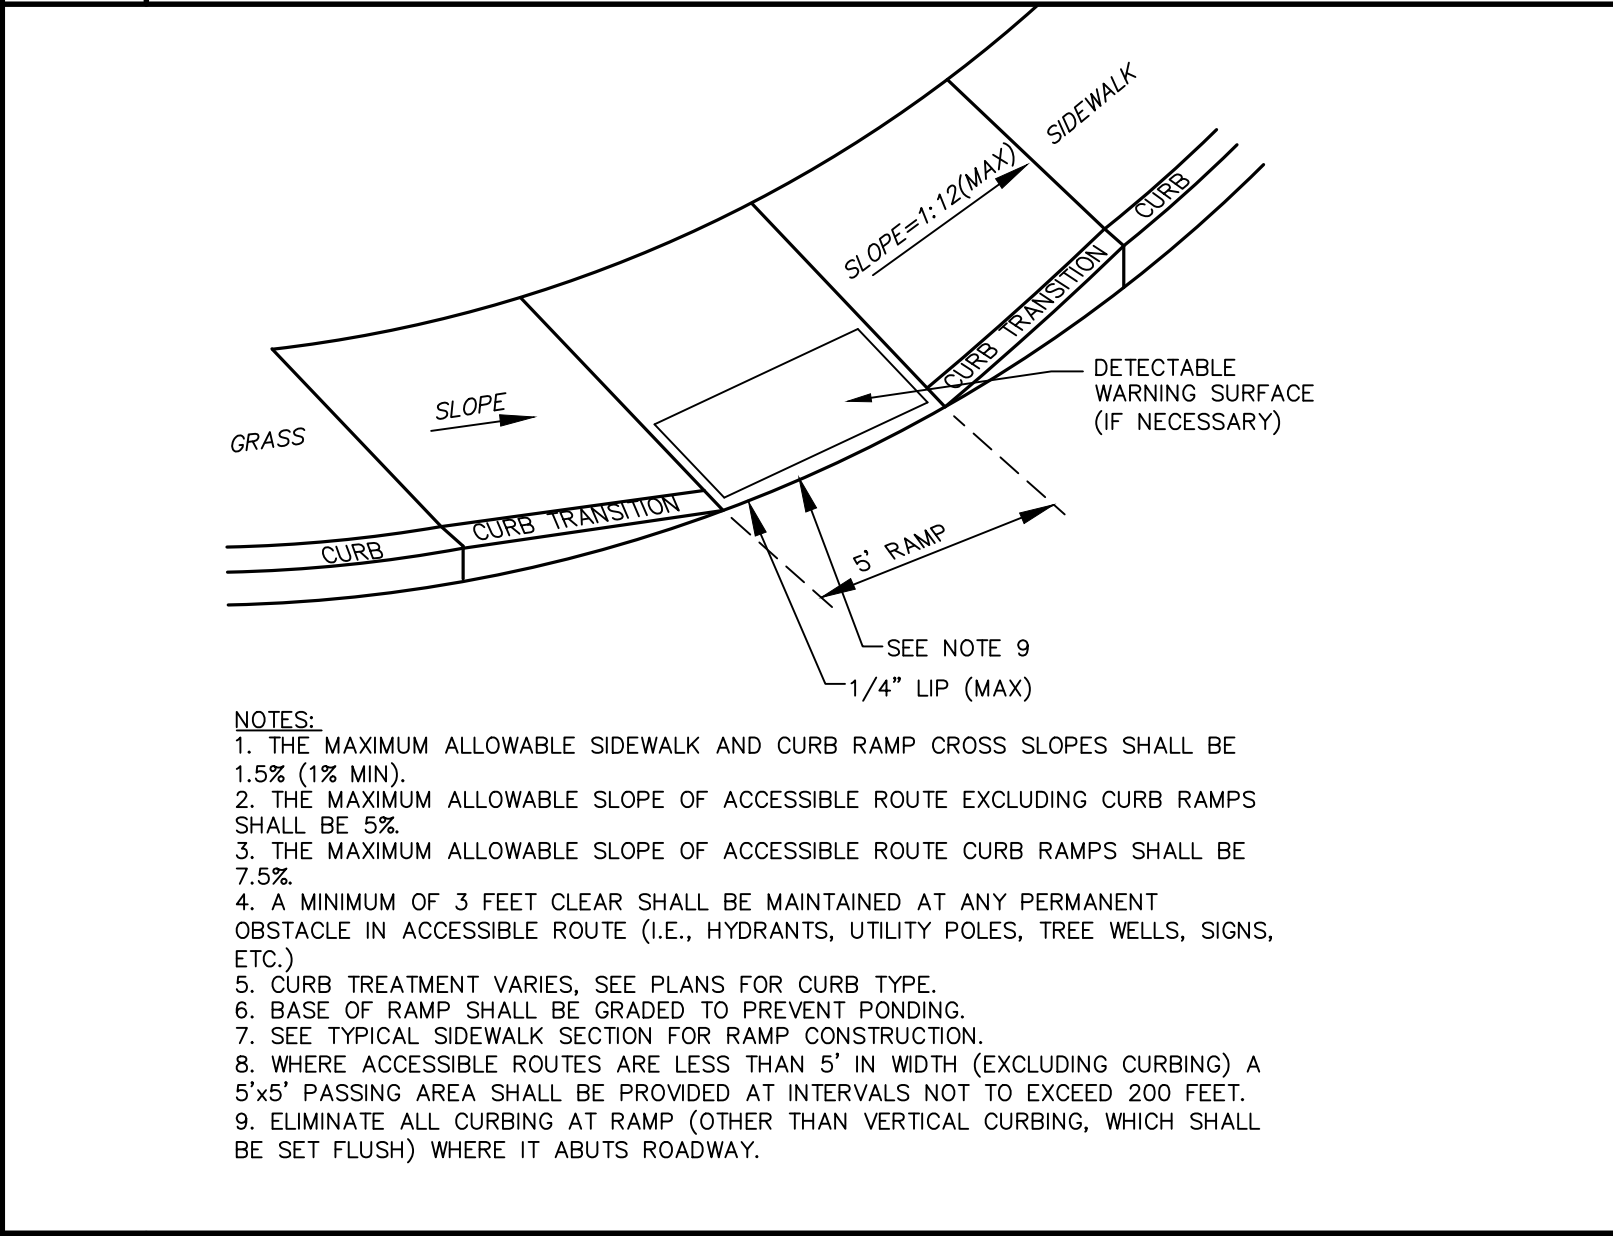 SIDEWALK
SLOPE=1:12(MAX)
CURB
CURB TRANSITION
DETECTABLE
WARNING SURFACE
(IF NECESSARY)
SLOPE
GRASS
CURB TRANSITION
CURB
5' RAMP
SEE NOTE 9
1/4" LIP (MAX)
NOTES:
1. THE MAXIMUM ALLOWABLE SIDEWALK AND CURB RAMP CROSS SLOPES SHALL BE
1.5% (1% MIN).
2. THE MAXIMUM ALLOWABLE SLOPE OF ACCESSIBLE ROUTE EXCLUDING CURB RAMPS
SHALL BE 5%.
3. THE MAXIMUM ALLOWABLE SLOPE OF ACCESSIBLE ROUTE CURB RAMPS SHALL BE
7.5%.
4. A MINIMUM OF 3 FEET CLEAR SHALL BE MAINTAINED AT ANY PERMANENT
OBSTACLE IN ACCESSIBLE ROUTE (I.E., HYDRANTS, UTILITY POLES, TREE WELLS, SIGNS,
ETC.)
5. CURB TREATMENT VARIES, SEE PLANS FOR CURB TYPE.
6. BASE OF RAMP SHALL BE GRADED TO PREVENT PONDING.
7. SEE TYPICAL SIDEWALK SECTION FOR RAMP CONSTRUCTION.
8. WHERE ACCESSIBLE ROUTES ARE LESS THAN 5' IN WIDTH (EXCLUDING CURBING) A
5'x5' PASSING AREA SHALL BE PROVIDED AT INTERVALS NOT TO EXCEED 200 FEET.
9. ELIMINATE ALL CURBING AT RAMP (OTHER THAN VERTICAL CURBING, WHICH SHALL
BE SET FLUSH) WHERE IT ABUTS ROADWAY.